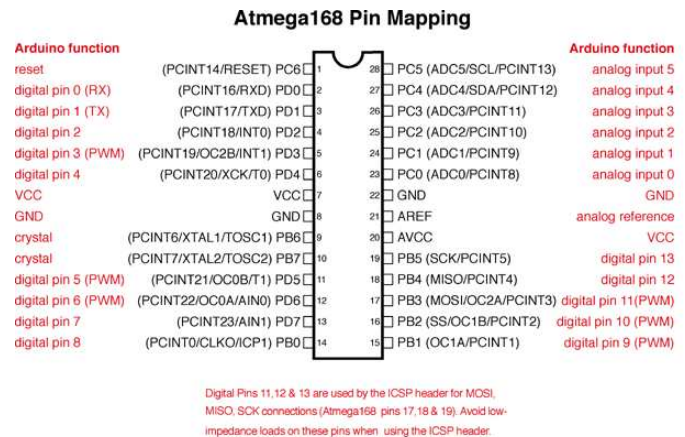 Atmega168 Pin Mapping
Arduino function Arduino function
reset (PCINT14/RESET) PC6 1 28 PC5 (ADC5/SCL/PCINT13) analog input 5
digital pin 0 (RX) (PCINT16/RXD) PD0 2 27 PC4 (ADC4/SDA/PCINT12) analog input 4
digital pin 1 (TX) (PCINT17/TXD) PD1 3 26 PC3 (ADC3/PCINT11) analog input 3
digital pin 2 (PCINT18/INT0) PD2 4 25 PC2 (ADC2/PCINT10) analog input 2
digital pin 3 (PWM) (PCINT19/OC2B/INT1) PD3 5 24 PC1 (ADC1/PCINT9) analog input 1
digital pin 4 (PCINT20/XCK/T0) PD4 6 23 PC0 (ADC0/PCINT8) analog input 0
VCC VCC 7 22 GND GND
GND GND 8 21 AREF analog reference
crystal (PCINT6/XTAL1/TOSC1) PB6 9 20 AVCC VCC
crystal (PCINT7/XTAL2/TOSC2) PB7 10 19 PB5 (SCK/PCINT5) digital pin 13
digital pin 5 (PWM) (PCINT21/OC0B/T1) PD5 11 18 PB4 (MISO/PCINT4) digital pin 12
digital pin 6 (PWM) (PCINT22/OC0A/AIN0) PD6 12 17 PB3 (MOSI/OC2A/PCINT3) digital pin 11(PWM)
digital pin 7 (PCINT23/AIN1) PD7 13 16 PB2 (SS/OC1B/PCINT2) digital pin 10 (PWM)
digital pin 8 (PCINT0/CLKO/ICP1) PB0 14 15 PB1 (OC1A/PCINT1) digital pin 9 (PWM)
Digital Pins 11,12 & 13 are used by the ICSP header for MOSI,
MISO, SCK connections (Atmega168 pins 17,18 & 19). Avoid low-
impedance loads on these pins when using the ICSP header.